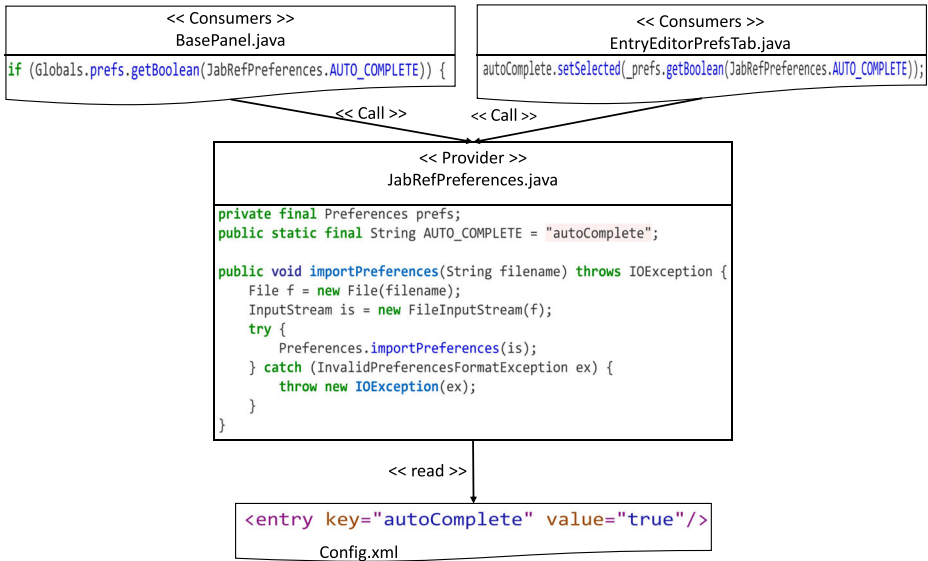 << Consumers >>
BasePanel.java
if (Globals.prefs.getBoolean(JabRefPreferences.AUTO_COMPLETE)) {
<< Consumers >>
EntryEditorPrefsTab.java
autoComplete.setSelected(_prefs.getBoolean(JabRefPreferences.AUTO_COMPLETE));
<< Call >>
<< Call >>
<< Provider >>
JabRefPreferences.java
private final Preferences prefs;
public static final String AUTO_COMPLETE = "autoComplete";
public void importPreferences(String filename) throws IOException {
File f = new File(filename);
InputStream is = new FileInputStream(f);
try {
Preferences.importPreferences(is);
} catch (InvalidPreferencesFormatException ex) {
throw new IOException(ex);
}
}
<< read >>
<entry key="autoComplete" value="true"/>
Config.xml